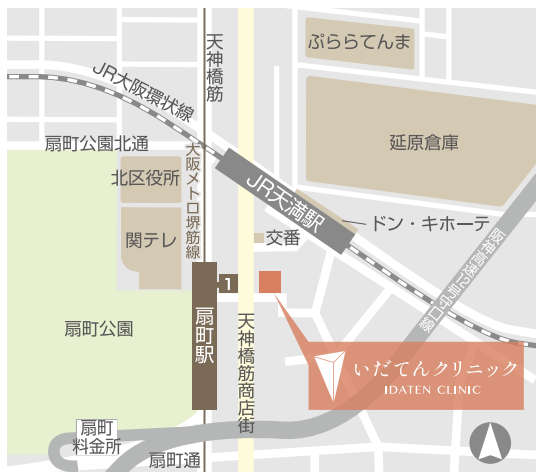 ぷららてんま
天神橋筋
JR大阪環状線
延原倉庫
扇町公園北通
大阪メトロ堺筋線
北区役所
JR天満駅
ドン・キホーテ
関テレ
交番
阪神高速12号守口線
1
扇町駅
扇町公園
天神橋筋商店街
いだてんクリニック
IDATEN CLINIC
扇町
料金所
扇町通